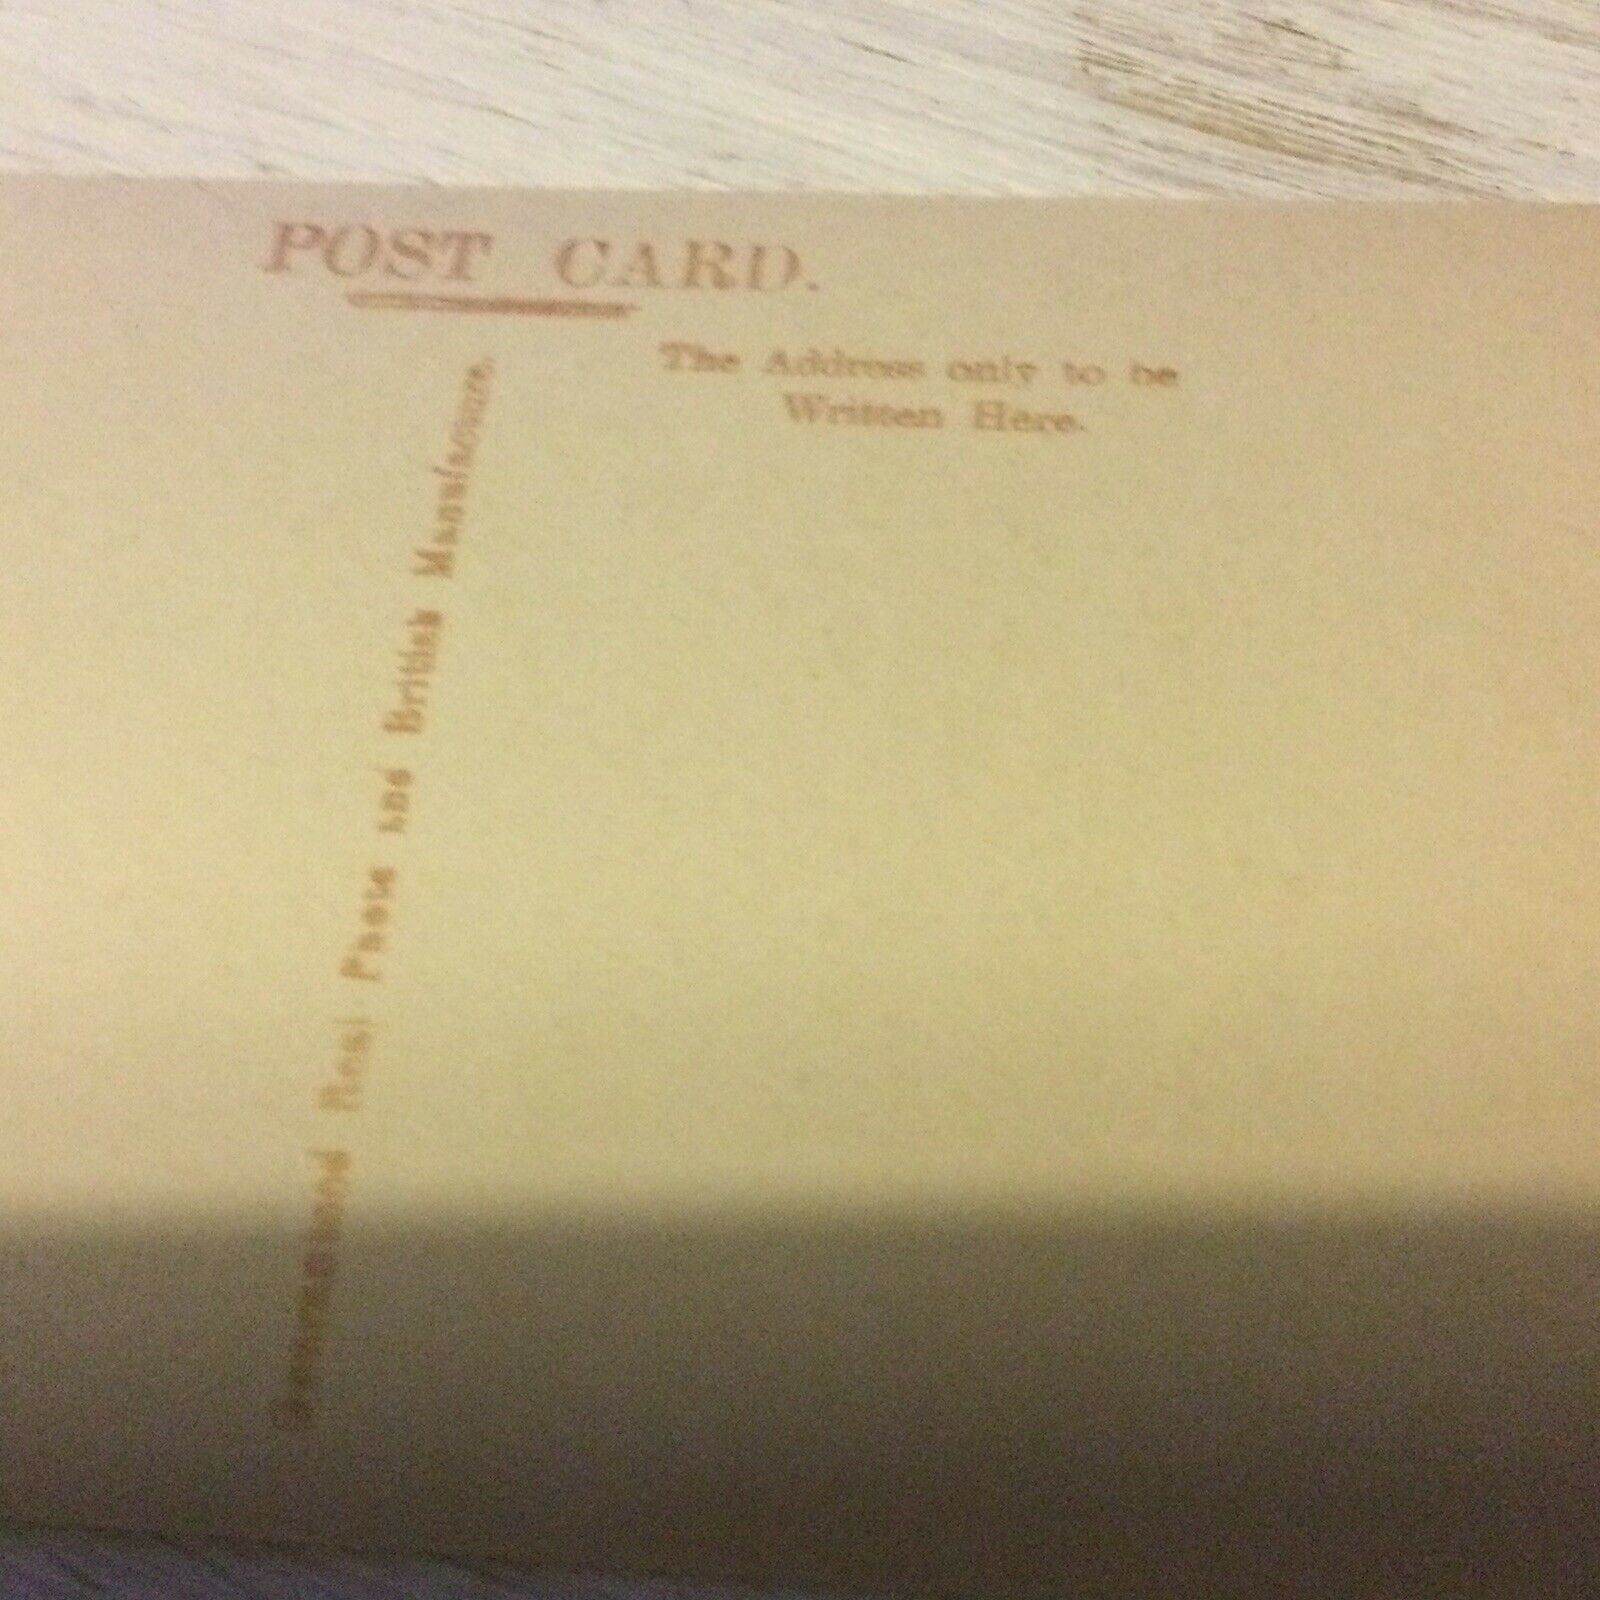 POST CARD.
The Address only to be
Written Here.
Real Photo and British Manufacture.